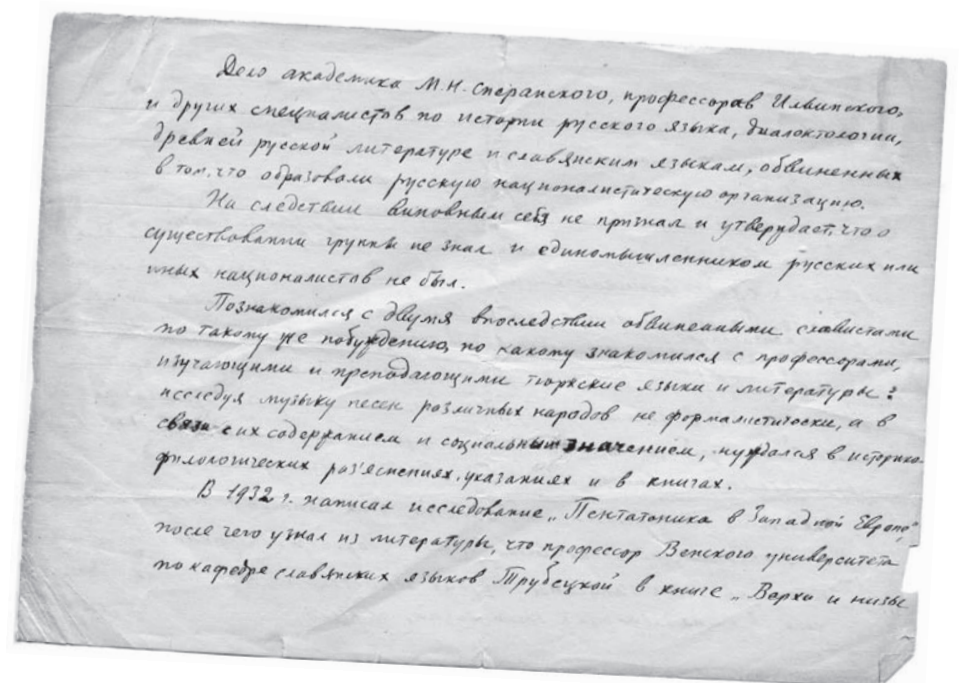 Дело академика М.Н. Сперанского, профессоров Ильинского,
и других специалистов по истории русского языка, диалектологии,
древней русской литературе и славянским языкам, обвиненных
в том, что образовали русскую националистическую организацию.
На следствии виновным себя не признал и утверждает, что о
существовании группы не знал и единомышленником русских или
иных националистов не был.
Познакомился с двумя впоследствии обвиненными славистами
по такому же побуждению, по какому знакомился с профессорами,
изучающими и преподающими тюркские языки и литературы:
исследуя музыку песен различных народов не формалистически, а в
связи с их содержанием и социальным значением, нуждался в историко-
филологических раз'яснениях, указаниях и в книгах.
В 1932 г. написал исследование „Пентатоника в Западной Европе",
после чего узнал из литературы, что профессор Венского университета
по кафедре славянских языков Трубецкой в книге „Верхи и низы